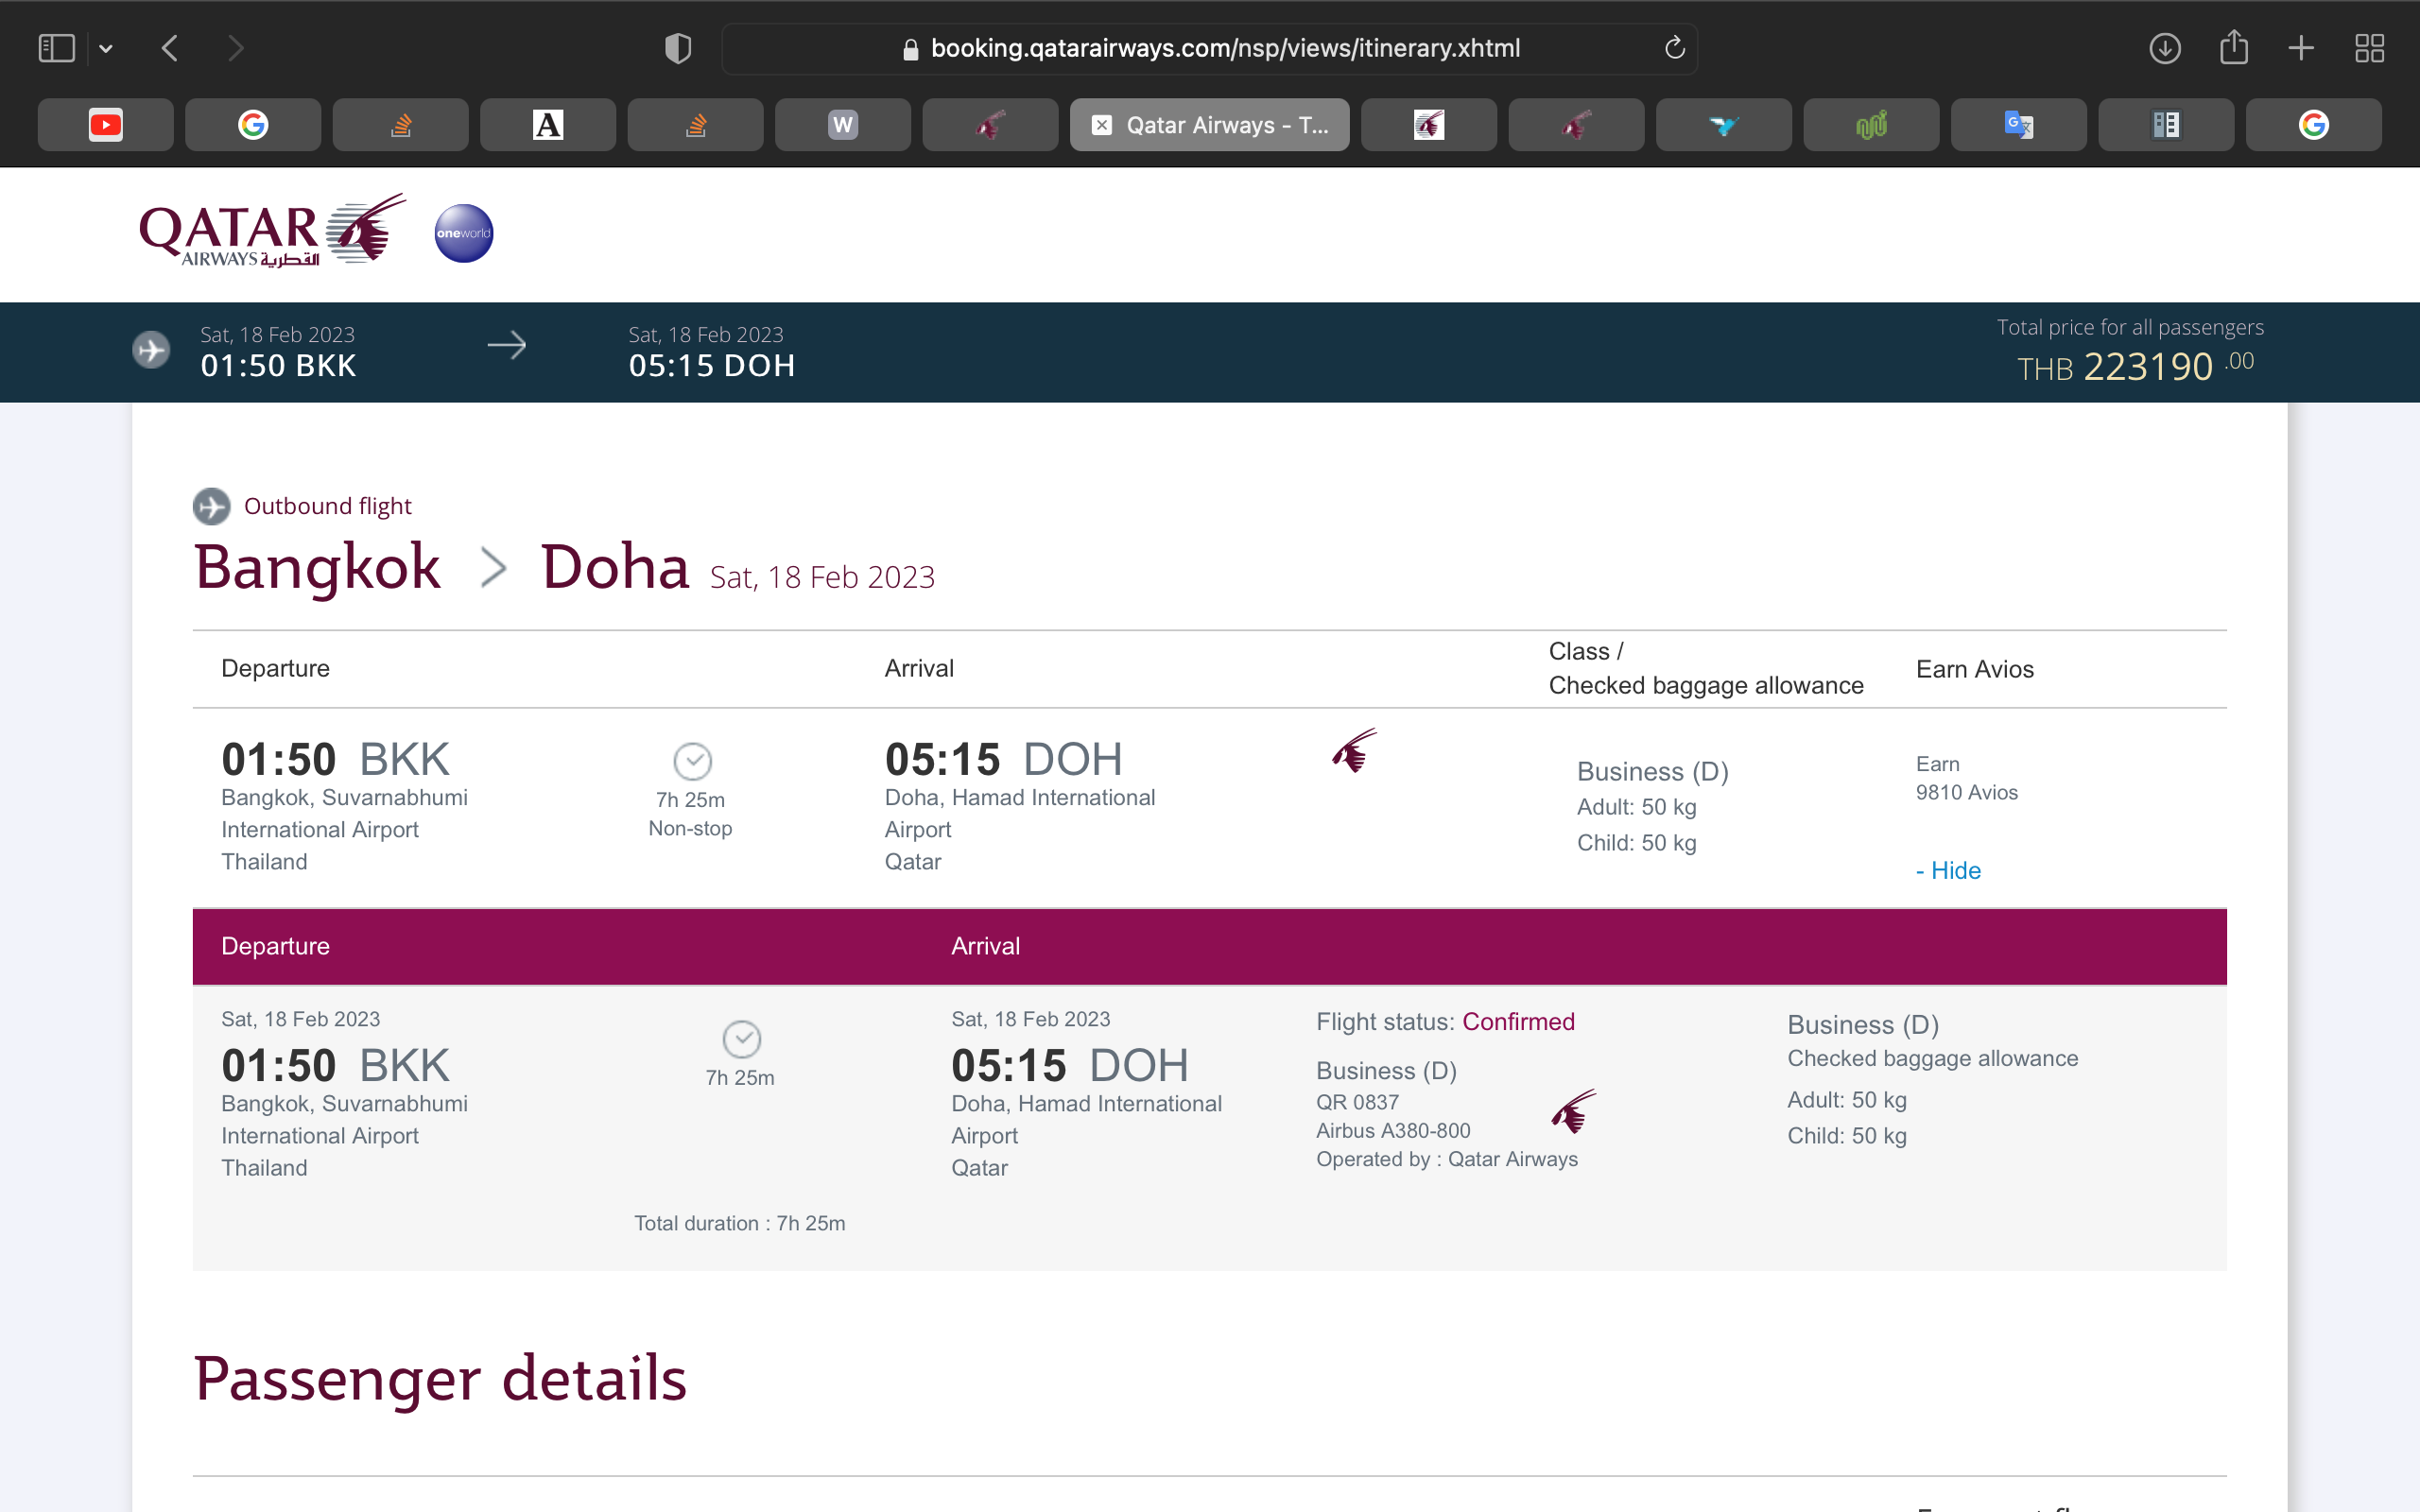 booking.qatarairways.com/nsp/views/itinerary.xhtml
A
W
Qatar Airways - T...
G
QATAR
AIRWAYS القطرية
oneworld
Sat, 18 Feb 2023
01:50 BKK
Sat, 18 Feb 2023
05:15 DOH
Total price for all passengers
THB 223190 .00
Outbound flight
Bangkok > Doha Sat, 18 Feb 2023
Departure
Arrival
Class /
Checked baggage allowance
Earn Avios
01:50 BKK
Bangkok, Suvarnabhumi
International Airport
Thailand
7h 25m
Non-stop
05:15 DOH
Doha, Hamad International
Airport
Qatar
Business (D)
Adult: 50 kg
Child: 50 kg
Earn
9810 Avios
- Hide
Departure
Arrival
Sat, 18 Feb 2023
01:50 BKK
Bangkok, Suvarnabhumi
International Airport
Thailand
7h 25m
Total duration : 7h 25m
Sat, 18 Feb 2023
05:15 DOH
Doha, Hamad International
Airport
Qatar
Flight status: Confirmed
Business (D)
QR 0837
Airbus A380-800
Operated by : Qatar Airways
Business (D)
Checked baggage allowance
Adult: 50 kg
Child: 50 kg
Passenger details